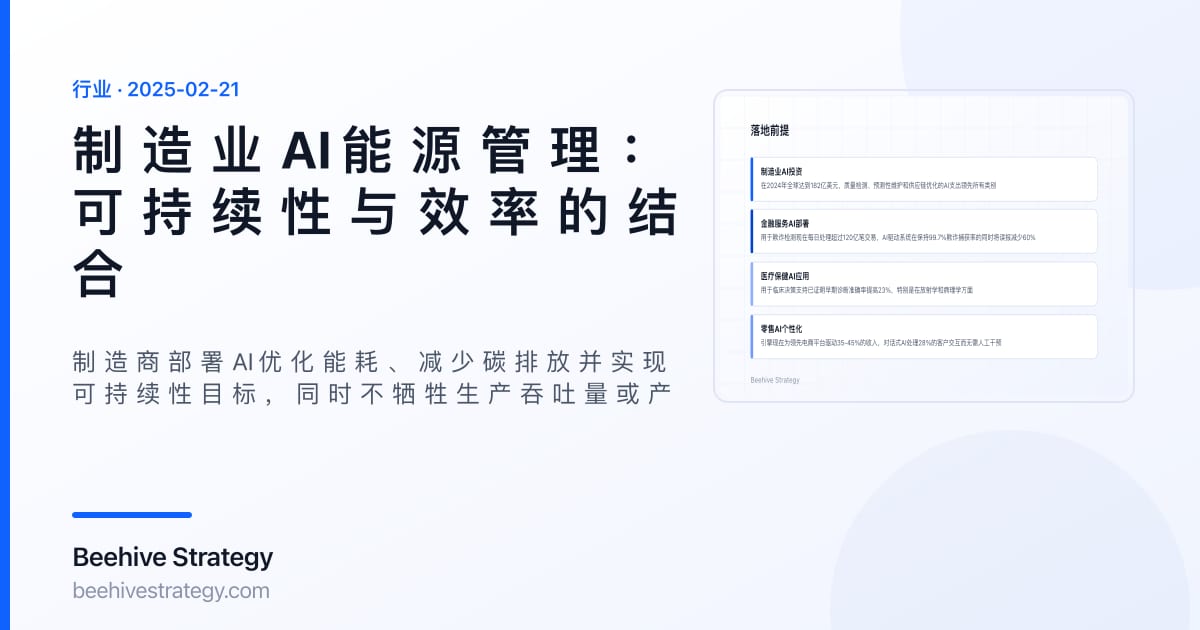 行业 · 2025-02-21
制造业AI能源管理：
可持续性与效率的结
合
制造商部署AI优化能耗、减少碳排放并实现
可持续性目标，同时不牺牲生产吞吐量或产
Beehive Strategy
beehivestrategy.com
落地前提
制造业AI投资
在2024年全球达到182亿美元，质量检测、预测性维护和供应链优化的AI支出领先所有类别
金融服务AI部署
用于欺诈检测现在每日处理超过120亿笔交易，AI驱动系统在保持99.7%欺诈捕获率的同时将误报减少60%
医疗保健AI应用
用于临床决策支持已证明早期诊断准确率提高23%，特别是在放射学和病理学方面
零售AI个性化
引擎现在为领先电商平台驱动35-45%的收入，对话式AI处理28%的客户交互而无需人工干预
Beehive Strategy